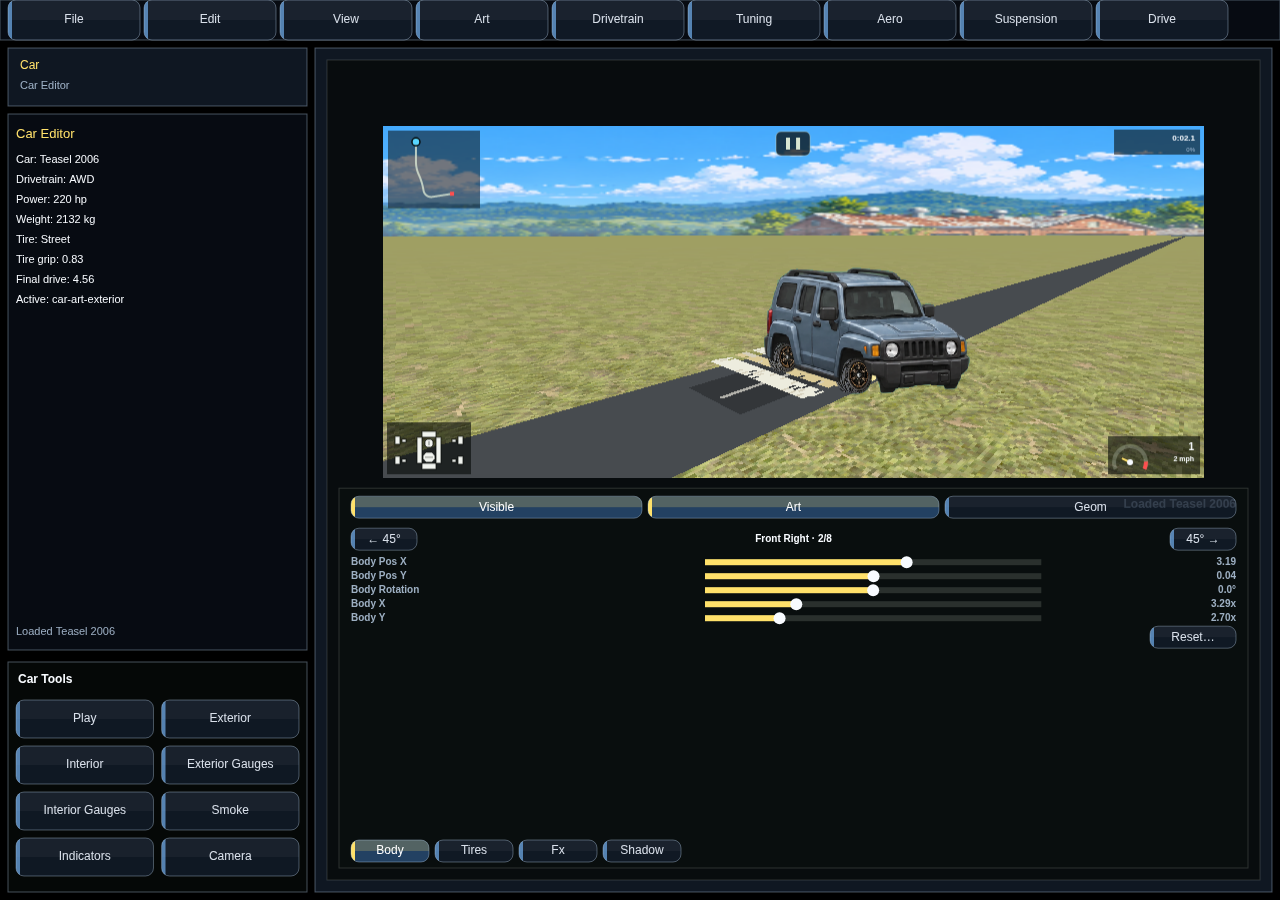 File Edit View Art Drivetrain Tuning Aero Suspension Drive
Car
Car Editor
Car Editor
Car: Teasel 2006
Drivetrain: AWD
Power: 220 hp
Weight: 2132 kg
Tire: Street
Tire grip: 0.83
Final drive: 4.56
Active: car-art-exterior
Loaded Teasel 2006
Car Tools
Play Exterior
Interior Exterior Gauges
Interior Gauges Smoke
Indicators Camera
0:02.1
0%
1
2 mph
Visible Art Geom Loaded Teasel 2006
← 45° Front Right · 2/8 45° →
Body Pos X 3.19
Body Pos Y 0.04
Body Rotation 0.0°
Body X 3.29x
Body Y 2.70x
Reset…
Body Tires Fx Shadow